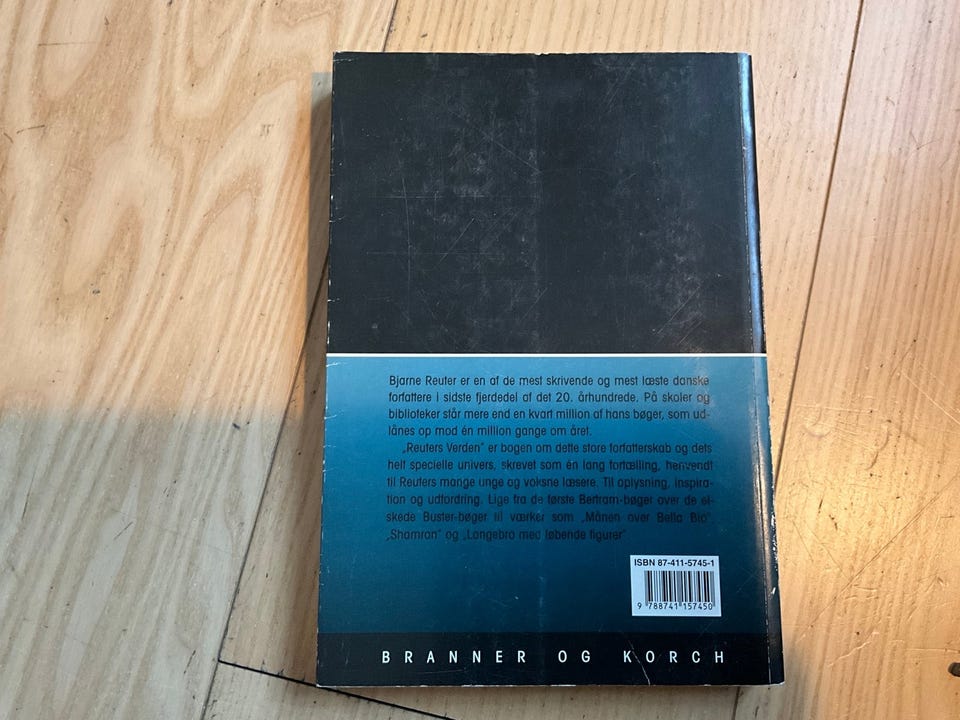 Bjarne Reuter er en af de mest skrivende og mest læste danske
forfattere i sidste fjerdedel af det 20. århundrede. På skoler og
biblioteker står mere end en kvart million af hans bøger, som ud-
lånes op mod én million gange om året.
„Reuters Verden" er bogen om dette store forfatterskab og dets
helt specielle univers, skrevet som én lang fortælling, henvendt
til Reuters mange unge og voksne læsere. Til oplysning, inspira-
tion og udfordring. Lige fra de første Bertram-bøger over de el-
skede Buster-bøger til værker som „Månen over Bella Bio"
„Shamran" og „Langebro med løbende figurer"
ISBN 87-411-5745-1
9 788741 157450
BRANNER OG KORCH